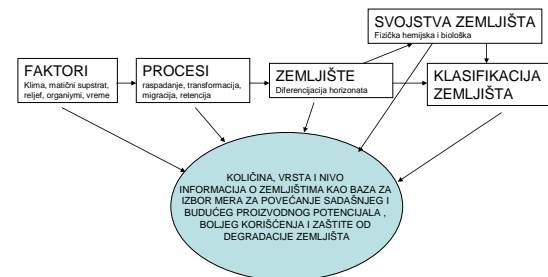 SVOJSTVA ZEMLJIŠTA
Fizička hemijska i biološka
FAKTORI
Klima, matični supstrat,
reljef, organiymi, vreme
PROCESI
raspadanje, transformacija,
migracija, retencija
ZEMLJIŠTE
Diferencijacija horizonata
KLASIFIKACIJA
ZEMLJIŠTA
KOLIČINA, VRSTA I NIVO
INFORMACIJA O ZEMLJIŠTIMA KAO BAZA ZA
IZBOR MERA ZA POVEĆANJE SADAŠNJEG I
BUDUĆEG PROIZVODNOG POTENCIJALA ,
BOLJEG KORIŠĆENJA I ZAŠTITE OD
DEGRADACIJE ZEMLJIŠTA